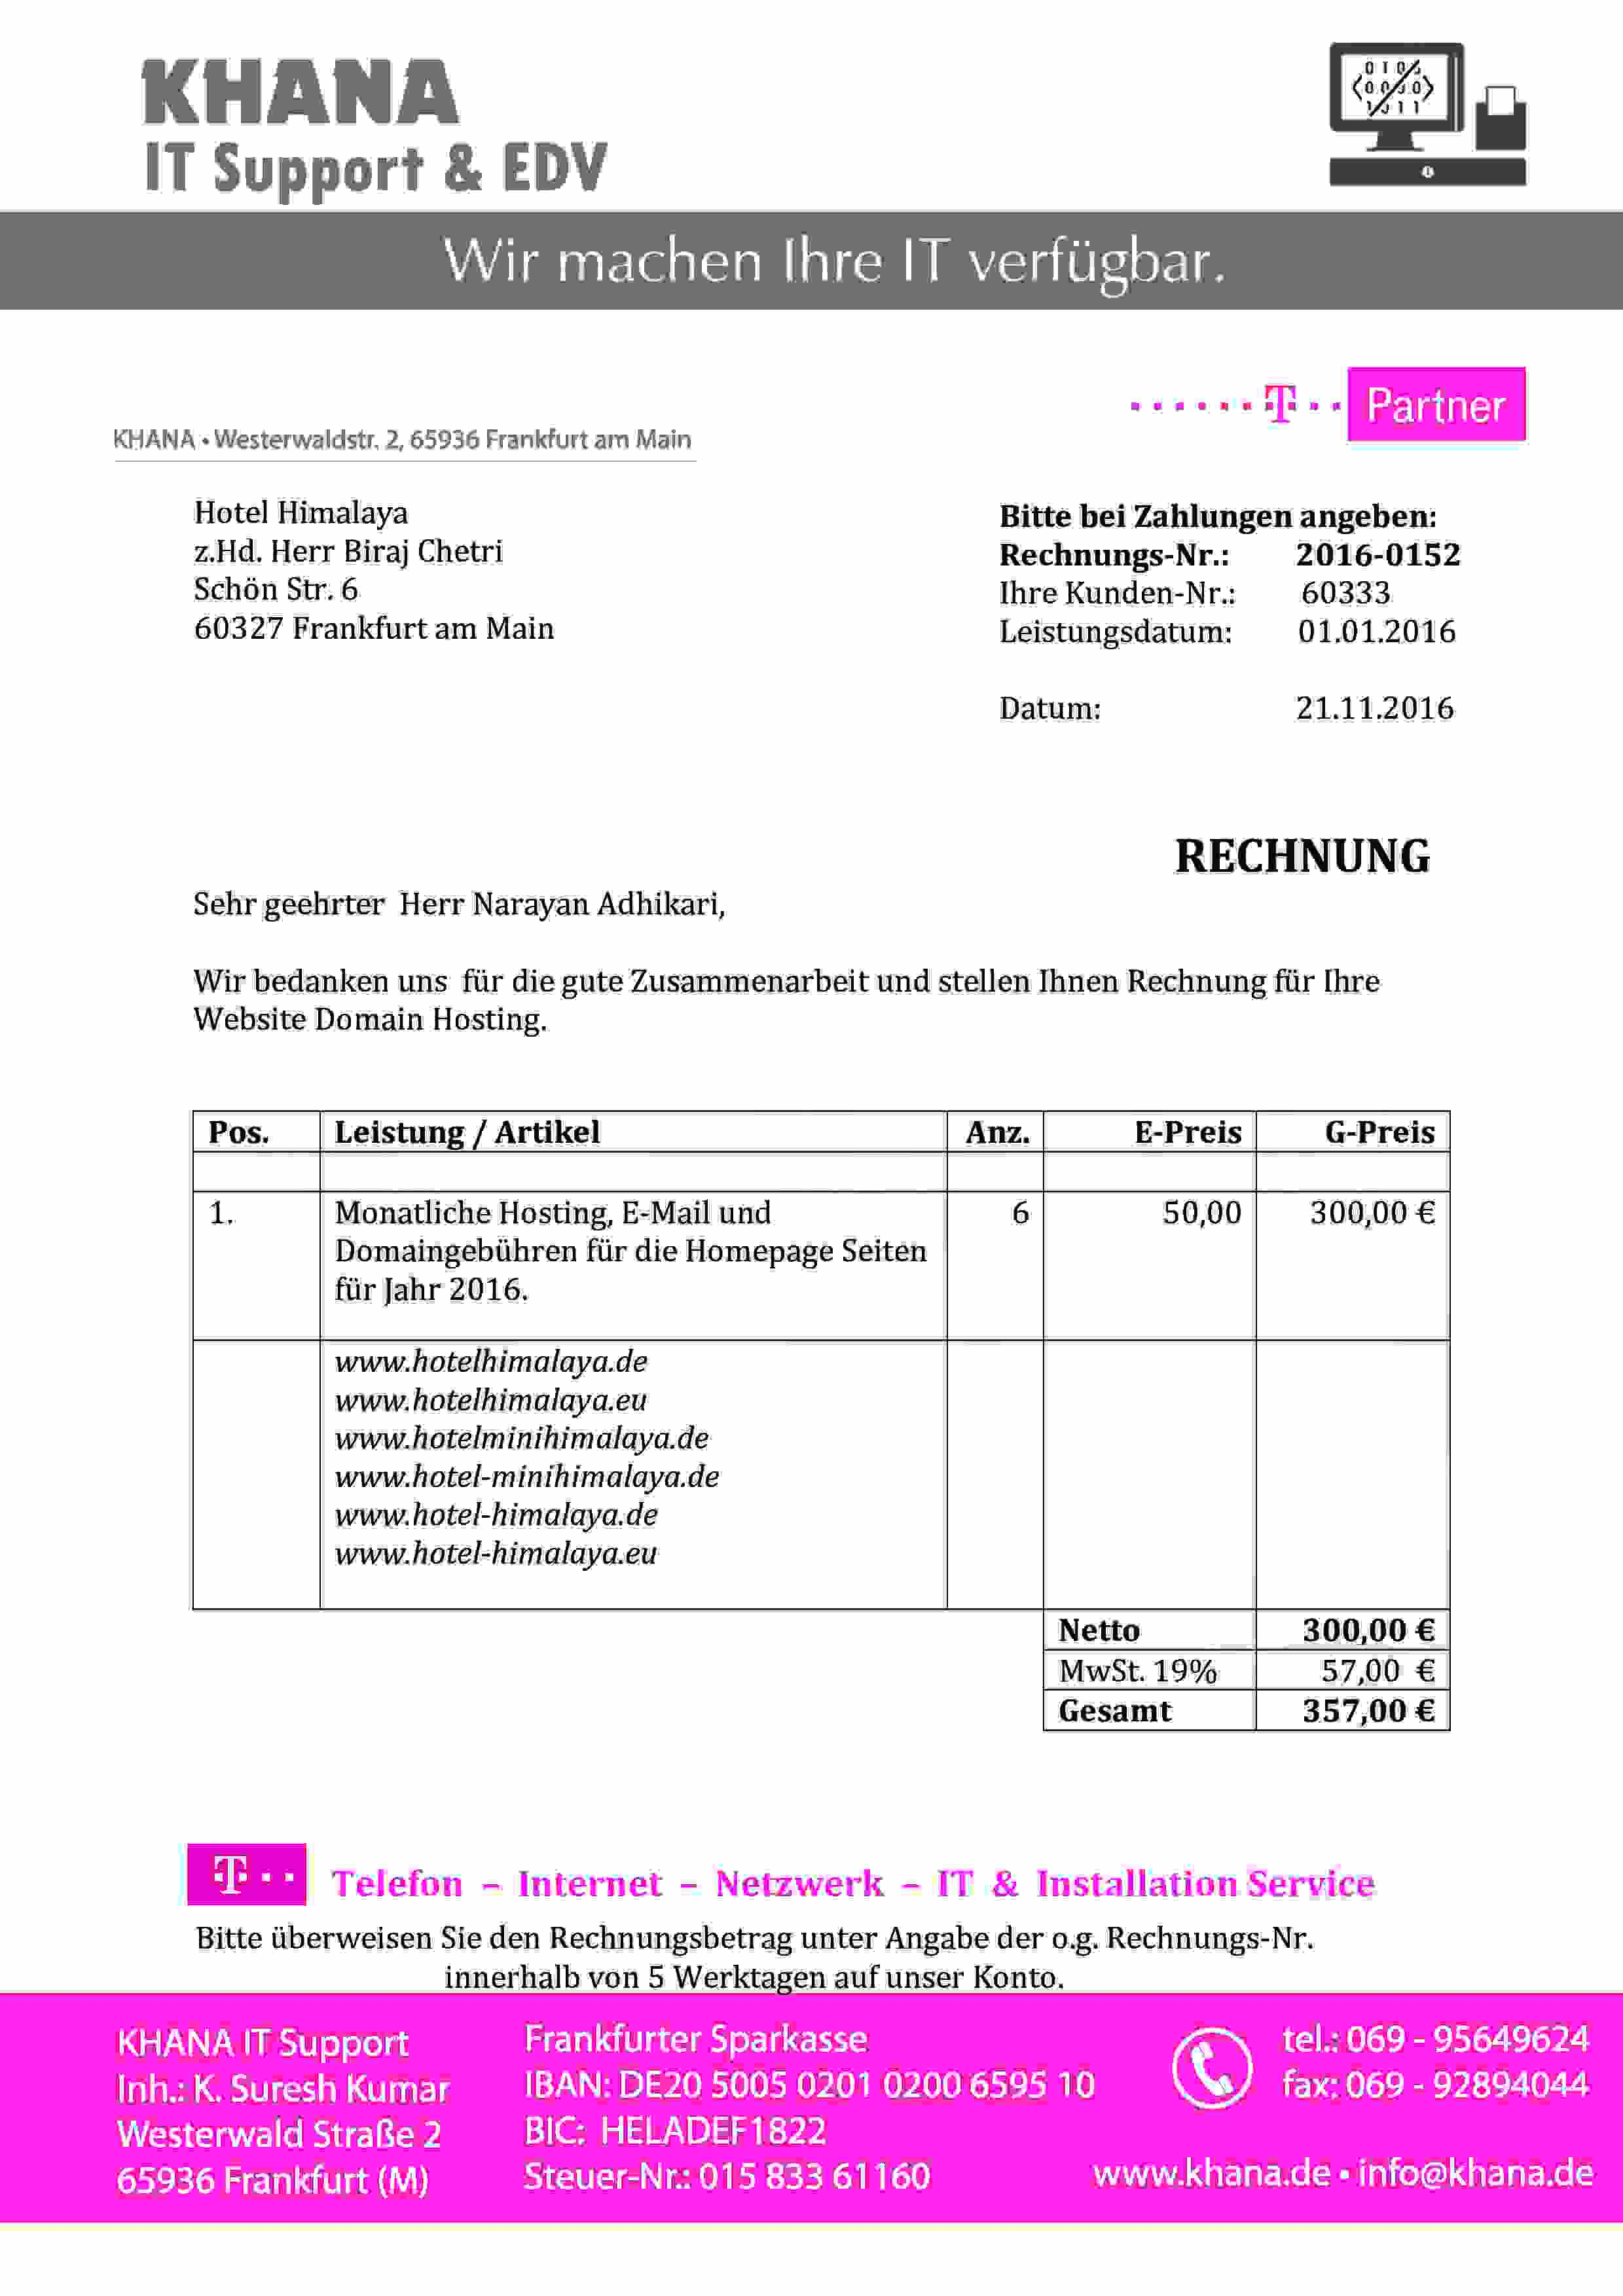 KHANA
IT Support & EDV
Wir machen Ihre IT verfügbar.
T Partner
KHANA • Westerwaldstr. 2, 65936 Frankfurt am Main
Hotel Himalaya
z.Hd. Herr Biraj Chetri
Schön Str. 6
60327 Frankfurt am Main
Bitte bei Zahlungen angeben:
Rechnungs-Nr.: 2016-0152
Ihre Kunden-Nr.: 60333
Leistungsdatum: 01.01.2016
Datum: 21.11.2016
RECHNUNG
Sehr geehrter Herr Narayan Adhikari,
Wir bedanken uns für die gute Zusammenarbeit und stellen Ihnen Rechnung für Ihre
Website Domain Hosting.
Pos. Leistung / Artikel Anz. E-Preis G-Preis
1. Monatliche Hosting, E-Mail und 6 50,00 300,00 €
Domaingebühren für die Homepage Seiten
für Jahr 2016.
www.hotelhimalaya.de
www.hotelhimalaya.eu
www.hotelminihimalaya.de
www.hotel-minihimalaya.de
www.hotel-himalaya.de
www.hotel-himalaya.eu
Netto 300,00 €
MwSt. 19% 57,00 €
Gesamt 357,00 €
T Telefon – Internet – Netzwerk – IT & Installation Service
Bitte überweisen Sie den Rechnungsbetrag unter Angabe der o.g. Rechnungs-Nr.
innerhalb von 5 Werktagen auf unser Konto.
KHANA IT Support
Inh.: K. Suresh Kumar
Westerwald Straße 2
65936 Frankfurt (M)
Frankfurter Sparkasse
IBAN: DE20 5005 0201 0200 6595 10
BIC: HELADEF1822
Steuer-Nr.: 015 833 61160
tel.: 069 - 95649624
fax: 069 - 92894044
www.khana.de • info@khana.de